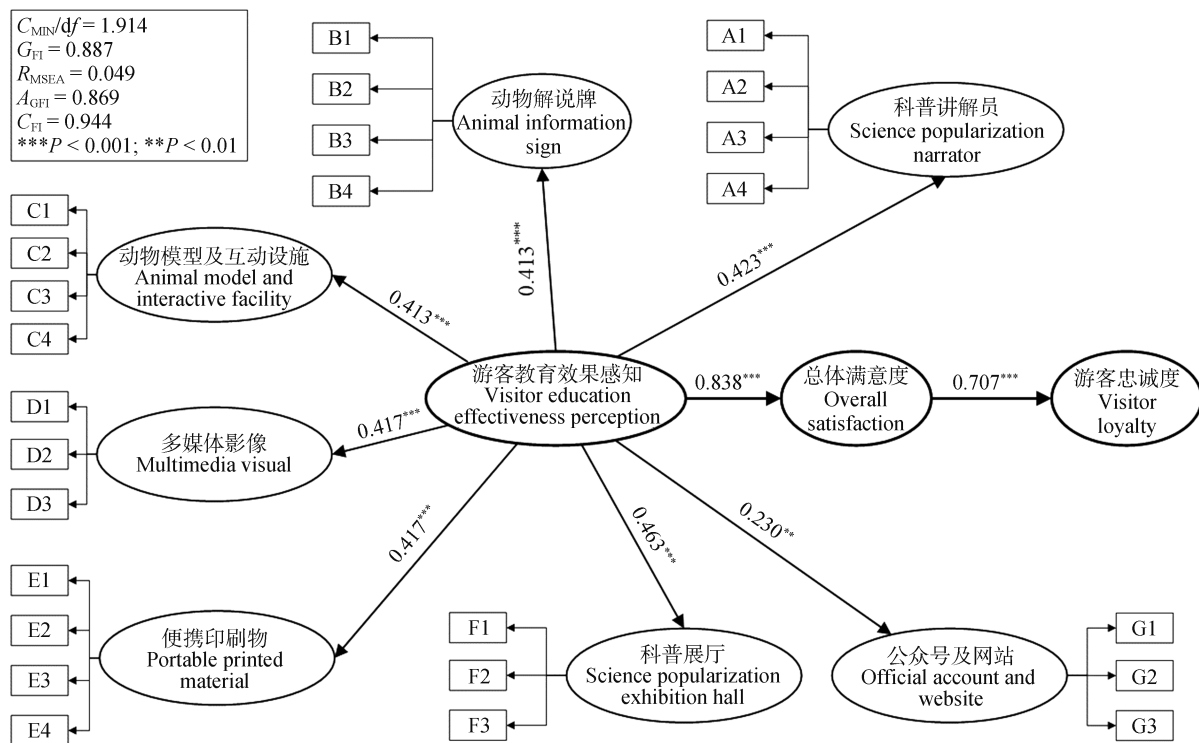 C_MIN/df = 1.914
G_FI = 0.887
R_MSEA = 0.049
A_GFI = 0.869
C_FI = 0.944
***P < 0.001; **P < 0.01
B1
B2
B3
B4
动物解说牌
Animal information
sign
A1
A2
A3
A4
科普讲解员
Science popularization
narrator
C1
C2
C3
C4
动物模型及互动设施
Animal model and
interactive facility
0.413***
0.413***
0.423***
游客教育效果感知
Visitor education
effectiveness perception
0.838***
总体满意度
Overall
satisfaction
0.707***
游客忠诚度
Visitor
loyalty
D1
D2
D3
多媒体影像
Multimedia visual
0.417***
0.417***
0.463***
0.230**
E1
E2
E3
E4
便携印刷物
Portable printed
material
F1
F2
F3
科普展厅
Science popularization
exhibition hall
公众号及网站
Official account and
website
G1
G2
G3